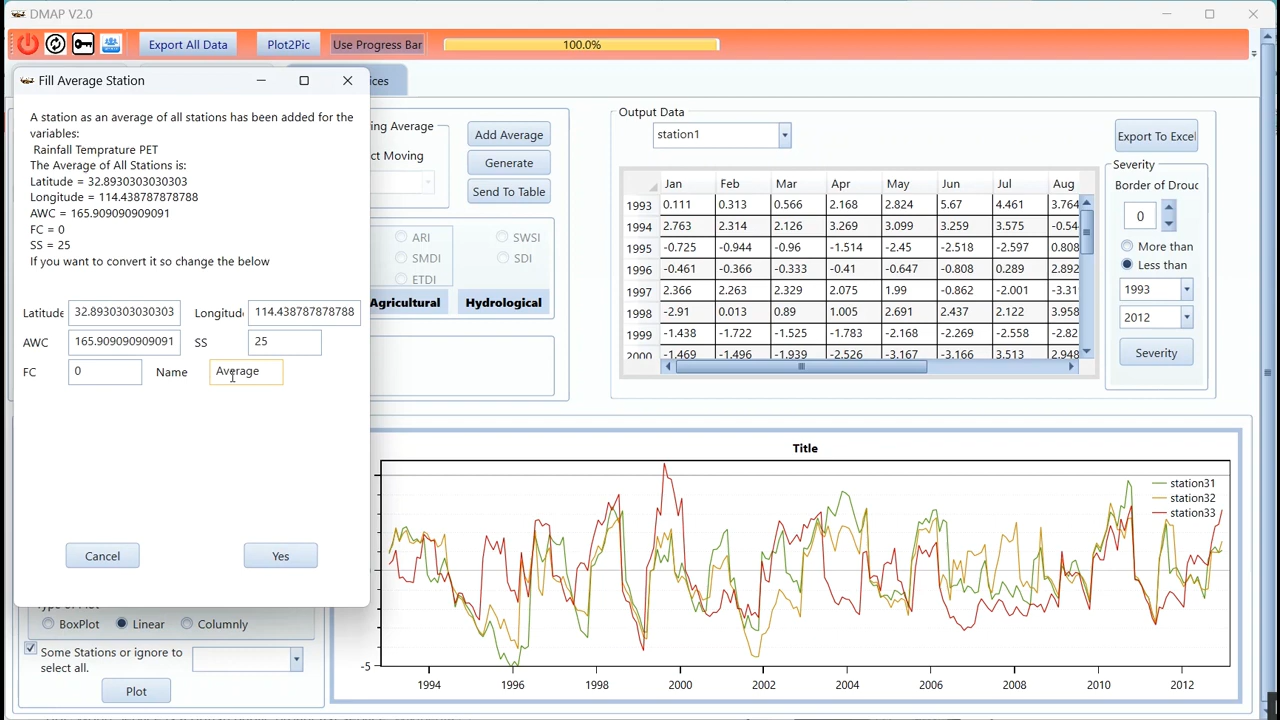 DMAP V2.0
Export All Data
Plot2Pic
Use Progress Bar
100.0%
Fill Average Station
A station as an average of all stations has been added for the
variables:
Rainfall Temprature PET
The Average of All Stations is:
Latitude = 32.8930303030303
Longitude = 114.438787878788
AWC = 165.909090909091
FC = 0
SS = 25
If you want to convert it so change the below
Latitude 32.8930303030303 Longitud 114.438787878788
AWC 165.909090909091 SS 25
FC 0 Name Average
Cancel
Yes
ices
ing Average
ct Moving
Add Average
Generate
Send To Table
ARI
SMDI
ETDI
SWSI
SDI
Agricultural
Hydrological
Output Data
station1
Jan Feb Mar Apr May Jun Jul Aug
1993 0.111 0.313 0.566 2.168 2.824 5.67 4.461 3.764
1994 2.763 2.314 2.126 3.269 3.099 3.259 3.575 -0.54
1995 -0.725 -0.944 -0.96 -1.514 -2.45 -2.518 -2.597 0.808
1996 -0.461 -0.366 -0.333 -0.41 -0.647 -0.808 0.289 2.892
1997 2.366 2.263 2.329 2.075 1.99 -0.862 -2.001 -3.31
1998 -2.91 0.013 0.89 1.005 2.691 2.437 2.122 3.958
1999 -1.438 -1.722 -1.525 -1.783 -2.168 -2.269 -2.558 -2.82
2000 -1.469 -1.496 -1.939 -2.526 -3.167 -3.166 3.513 2.948
Export To Excel
Severity
Border of Drouc
0
More than
Less than
1993
2012
Severity
Title
station31
station32
station33
-5
1994 1996 1998 2000 2002 2004 2006 2008 2010 2012
Type of Plot
BoxPlot
Linear
Columnly
Some Stations or ignore to
select all.
Plot